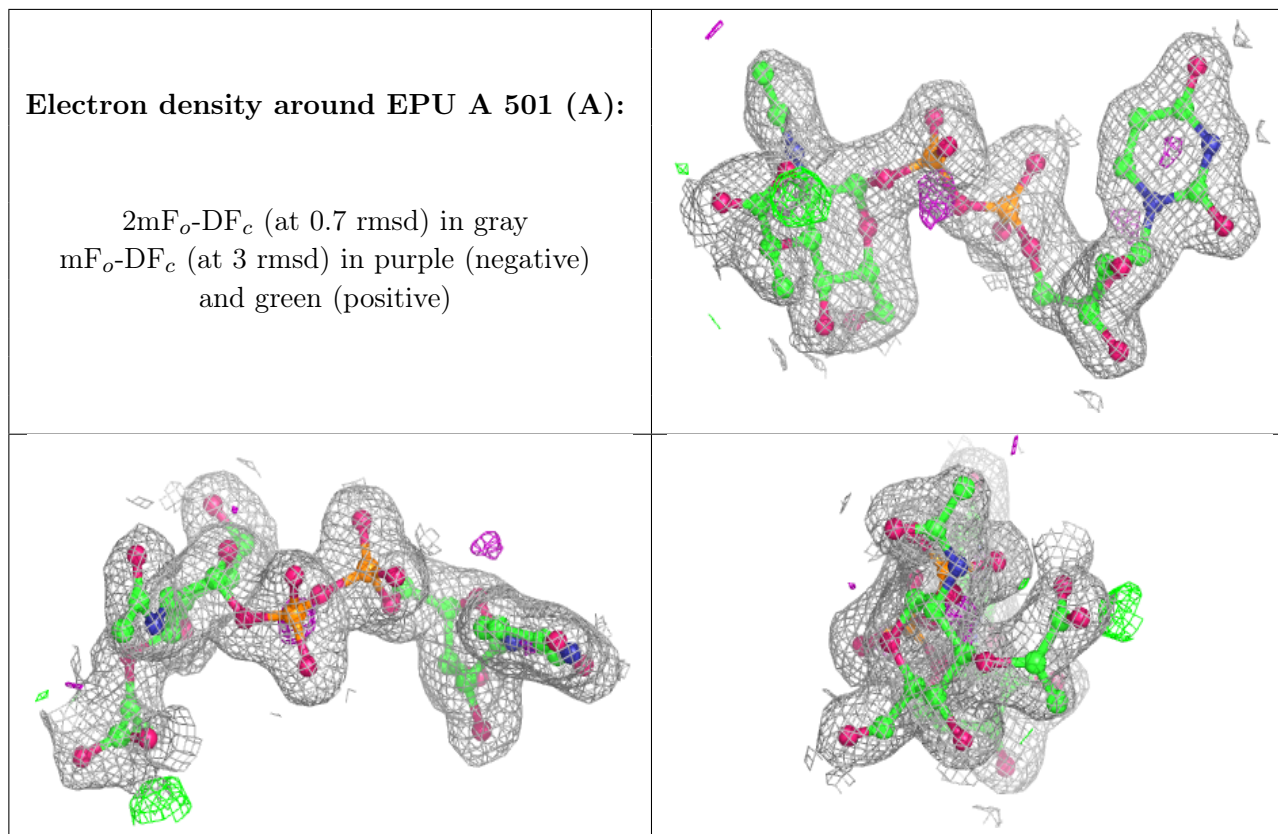 Electron density around EPU A 501 (A):
2mFo-DFc (at 0.7 rmsd) in gray
mFo-DFc (at 3 rmsd) in purple (negative)
and green (positive)